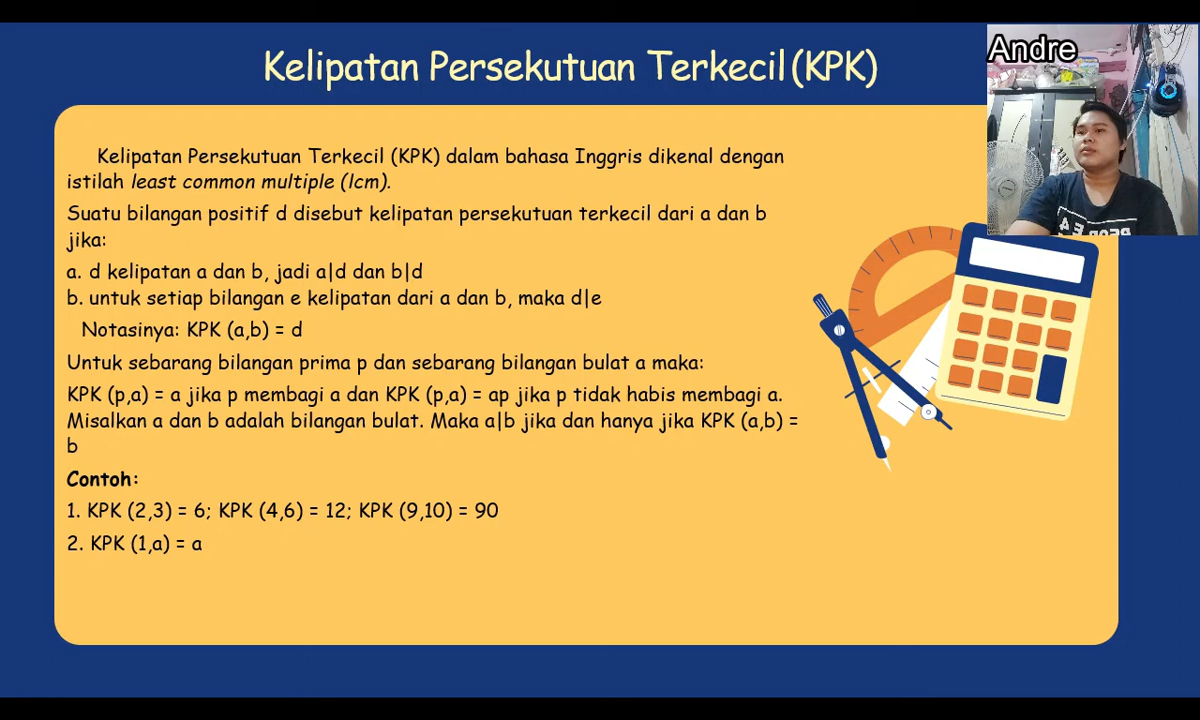 Kelipatan Persekutuan Terkecil (KPK)
Andre
Kelipatan Persekutuan Terkecil (KPK) dalam bahasa Inggris dikenal dengan
istilah least common multiple (lcm).
Suatu bilangan positif d disebut kelipatan persekutuan terkecil dari a dan b
jika:
a. d kelipatan a dan b, jadi a|d dan b|d
b. untuk setiap bilangan e kelipatan dari a dan b, maka d|e
Notasinya: KPK (a,b) = d
Untuk sebarang bilangan prima p dan sebarang bilangan bulat a maka:
KPK (p,a) = a jika p membagi a dan KPK (p,a) = ap jika p tidak habis membagi a.
Misalkan a dan b adalah bilangan bulat. Maka a|b jika dan hanya jika KPK (a,b) =
b
Contoh:
1. KPK (2,3) = 6; KPK (4,6) = 12; KPK (9,10) = 90
2. KPK (1,a) = a